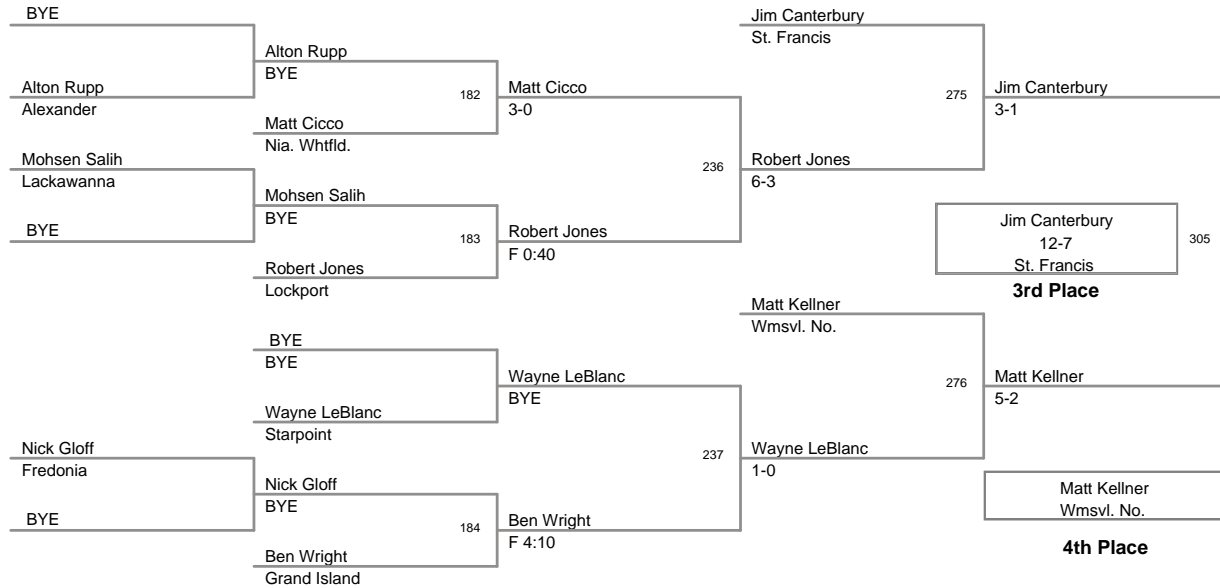 BYE
Alton Rupp
Alexander
Mohsen Salih
Lackawanna
BYE
Nick Gloff
Fredonia
BYE
Alton Rupp
BYE
182
Matt Cicco
Nia. Whtfld.
Mohsen Salih
BYE
183
Robert Jones
Lockport
BYE
BYE
Wayne LeBlanc
Starpoint
Nick Gloff
BYE
184
Ben Wright
Grand Island
Matt Cicco
3-0
236
Robert Jones
F 0:40
Wayne LeBlanc
BYE
237
Ben Wright
F 4:10
Jim Canterbury
St. Francis
275
Robert Jones
6-3
Matt Kellner
Wmsvl. No.
276
Wayne LeBlanc
1-0
Jim Canterbury
3-1
Jim Canterbury
12-7
St. Francis
305
3rd Place
Matt Kellner
5-2
Matt Kellner
Wmsvl. No.
4th Place